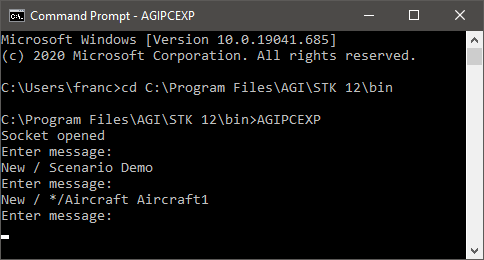 Command Prompt - AGIPCEXP
Microsoft Windows [Version 10.0.19041.685]
(c) 2020 Microsoft Corporation. All rights reserved.
C:\Users\franc>cd C:\Program Files\AGI\STK 12\bin
C:\Program Files\AGI\STK 12\bin>AGIPCEXP
Socket opened
Enter message:
New / Scenario Demo
Enter message:
New / */Aircraft Aircraft1
Enter message: